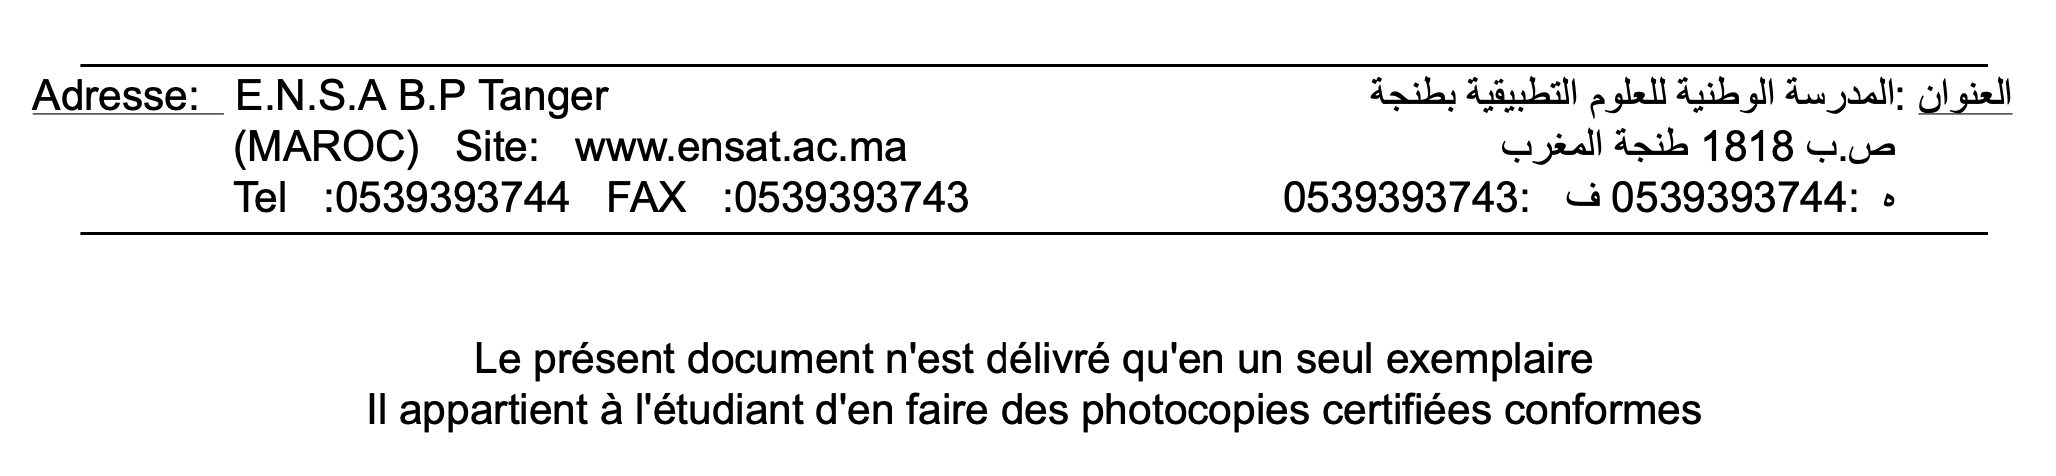 Adresse: E.N.S.A B.P Tanger
(MAROC) Site: www.ensat.ac.ma
Tel :0539393744 FAX :0539393743
العنوان :المدرسة الوطنية للعلوم التطبيقية بطنجة
ص.ب 1818 طنجة المغرب
ه :0539393744 ف :0539393743
Le présent document n'est délivré qu'en un seul exemplaire
Il appartient à l'étudiant d'en faire des photocopies certifiées conformes